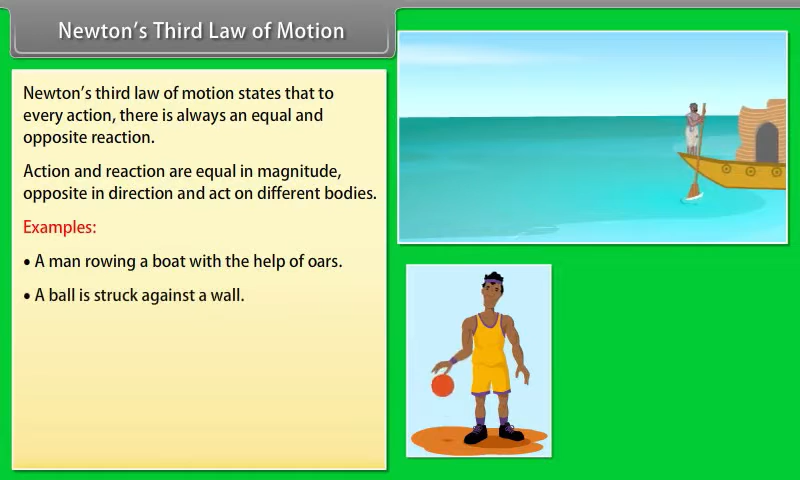 Newton's Third Law of Motion
Newton's third law of motion states that to
every action, there is always an equal and
opposite reaction.
Action and reaction are equal in magnitude,
opposite in direction and act on different bodies.
Examples:
• A man rowing a boat with the help of oars.
• A ball is struck against a wall.